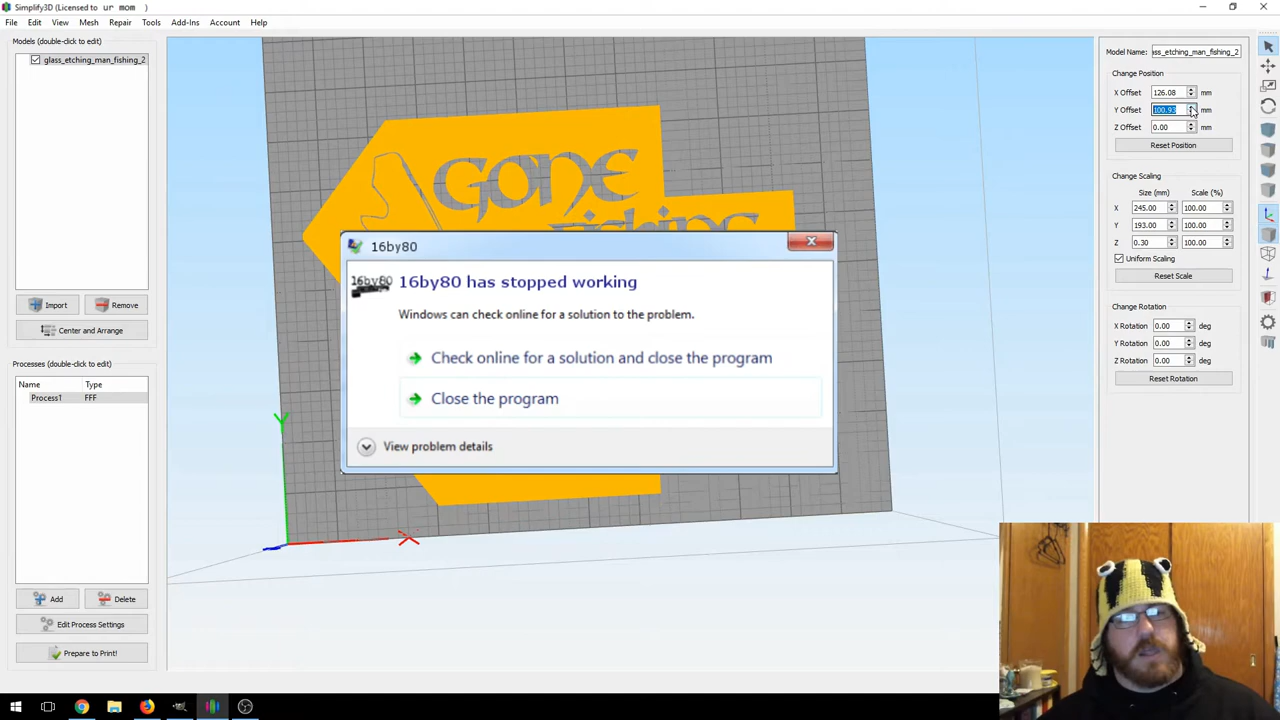 Simplify3D (Licensed to ur mom )
File Edit View Mesh Repair Tools Add-Ins Account Help
Models (double-click to edit)
glass_etching_man_fishing_2
Import Remove
Center and Arrange
Processes (double-click to edit)
Name Type
Process1 FFF
Add Delete
Edit Process Settings
Prepare to Print!
GONE
fishing
16by80
16by80
16by80 has stopped working
Windows can check online for a solution to the problem.
Check online for a solution and close the program
Close the program
View problem details
Model Name: ass_etching_man_fishing_2
Change Position
X Offset 126.08 mm
Y Offset 100.93 mm
Z Offset 0.00 mm
Reset Position
Change Scaling
Size (mm) Scale (%)
X 245.00 100.00
Y 193.00 100.00
Z 0.30 100.00
Uniform Scaling
Reset Scale
Change Rotation
X Rotation 0.00 deg
Y Rotation 0.00 deg
Z Rotation 0.00 deg
Reset Rotation